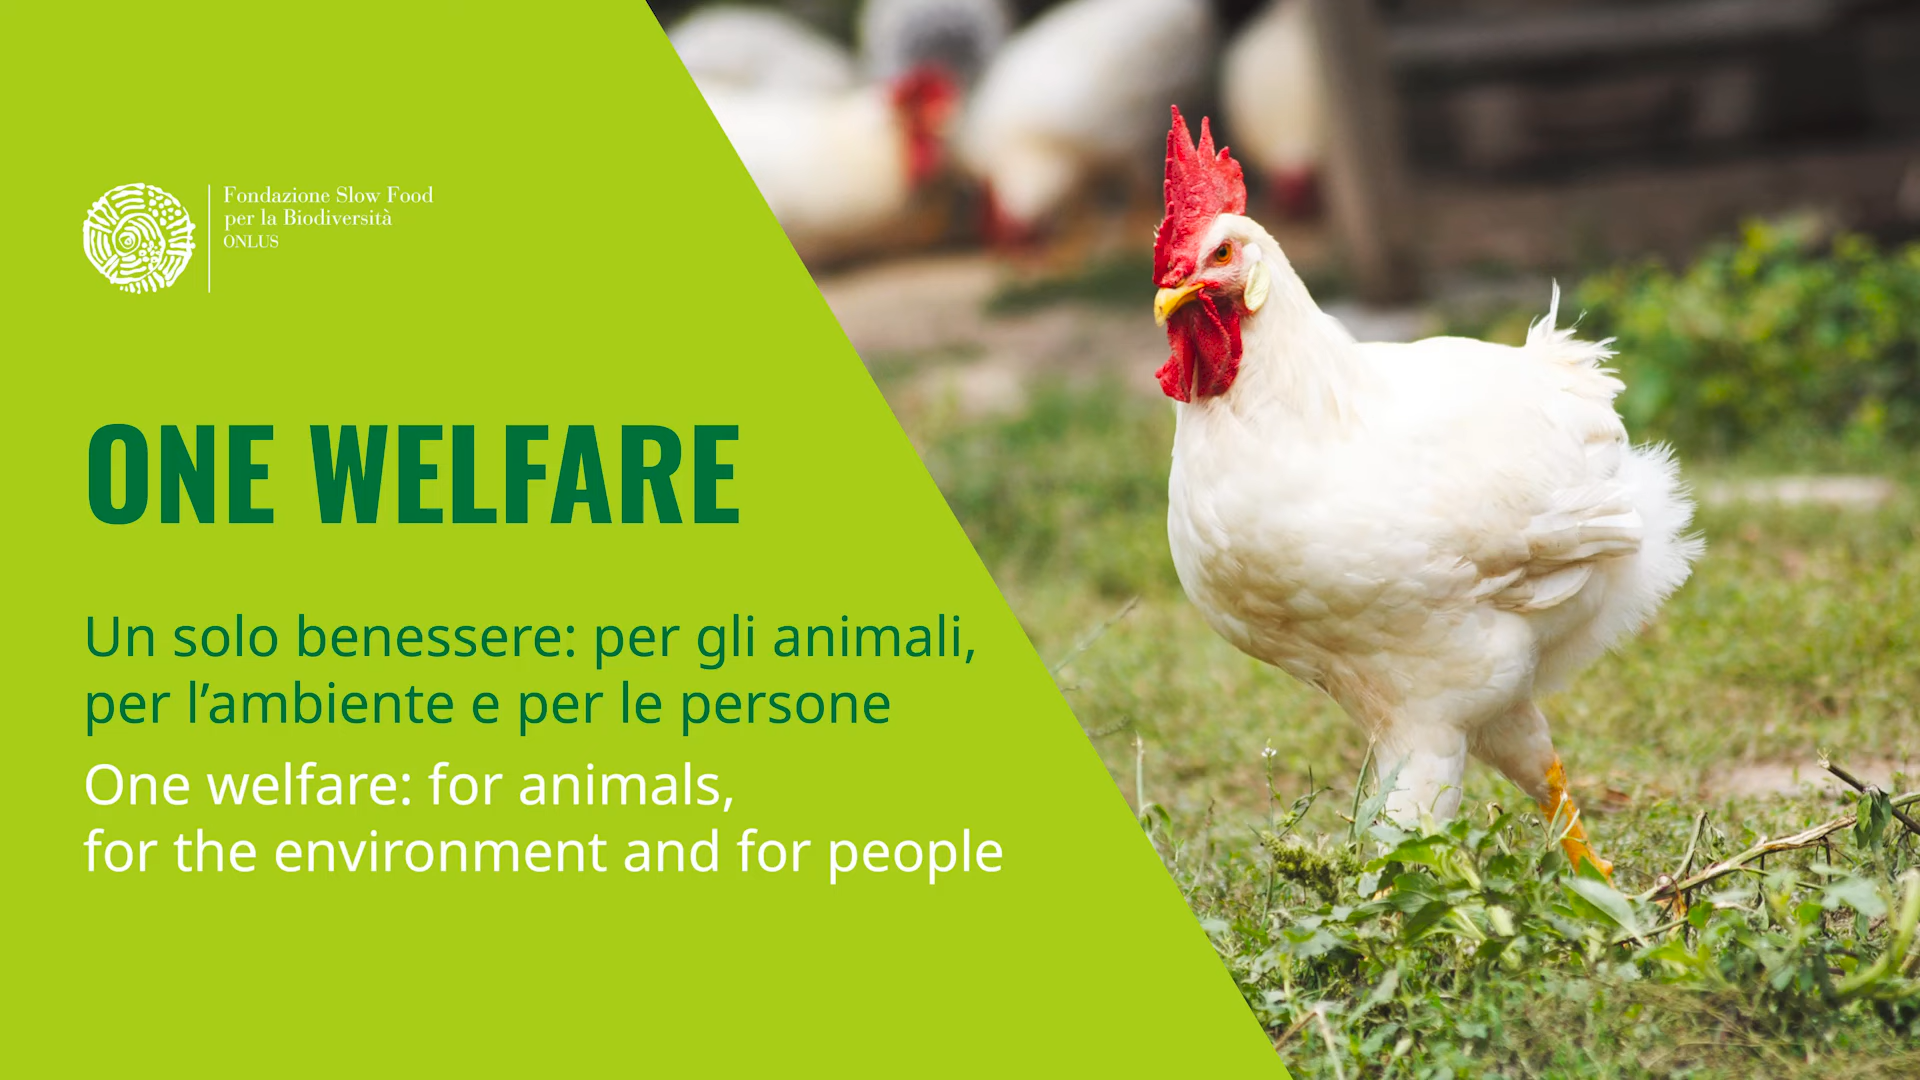 Fondazione Slow Food
per la Biodiversità
ONLUS
ONE WELFARE
Un solo benessere: per gli animali,
per l’ambiente e per le persone
One welfare: for animals,
for the environment and for people